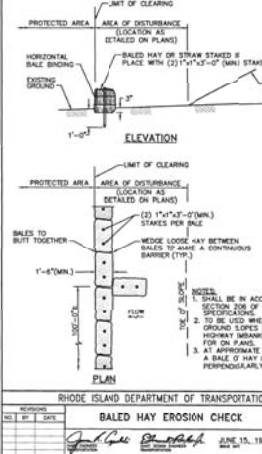 LIMIT OF CLEARING
PROTECTED AREA AREA OF DISTURBANCE
(LOCATION AS
DETAILED ON PLANS)
HORIZONTAL
BALE BINDING
BALED HAY OR STRAW STAKED
PLACE WITH (2) 1"x1"x3'-0" (MIN) STAKE
EXISTING
GROUND
3"
1'-0"
ELEVATION
LIMIT OF CLEARING
PROTECTED AREA AREA OF DISTURBANCE
(LOCATION AS
DETAILED ON PLANS)
(2) 1"x1"x3'-0"(MIN.)
STAKES PER BALE
BALES TO
BUTT TOGETHER
WEDGE LOOSE HAY BETWEEN
BALES TO MAKE A CONTINUOUS
BARRIER (TYP.)
1'-6"(MIN.)
100'-0"±
FLOW
TOE OF SLOPE
NOTES:
1. SHALL BE IN ACC
SECTION 206 OF
SPECIFICATIONS.
2. TO BE USED WHE
GROUND SLOPES
HIGHWAY
FOR ON PLANS.
3. AT APPROXIMATE
A BALE OF HAY
PERPENDICULARLY
PLAN
RHODE ISLAND DEPARTMENT OF TRANSPORTATIO
REVISIONS
NO. BY DATE
BALED HAY EROSION CHECK
JUNE 15, 19